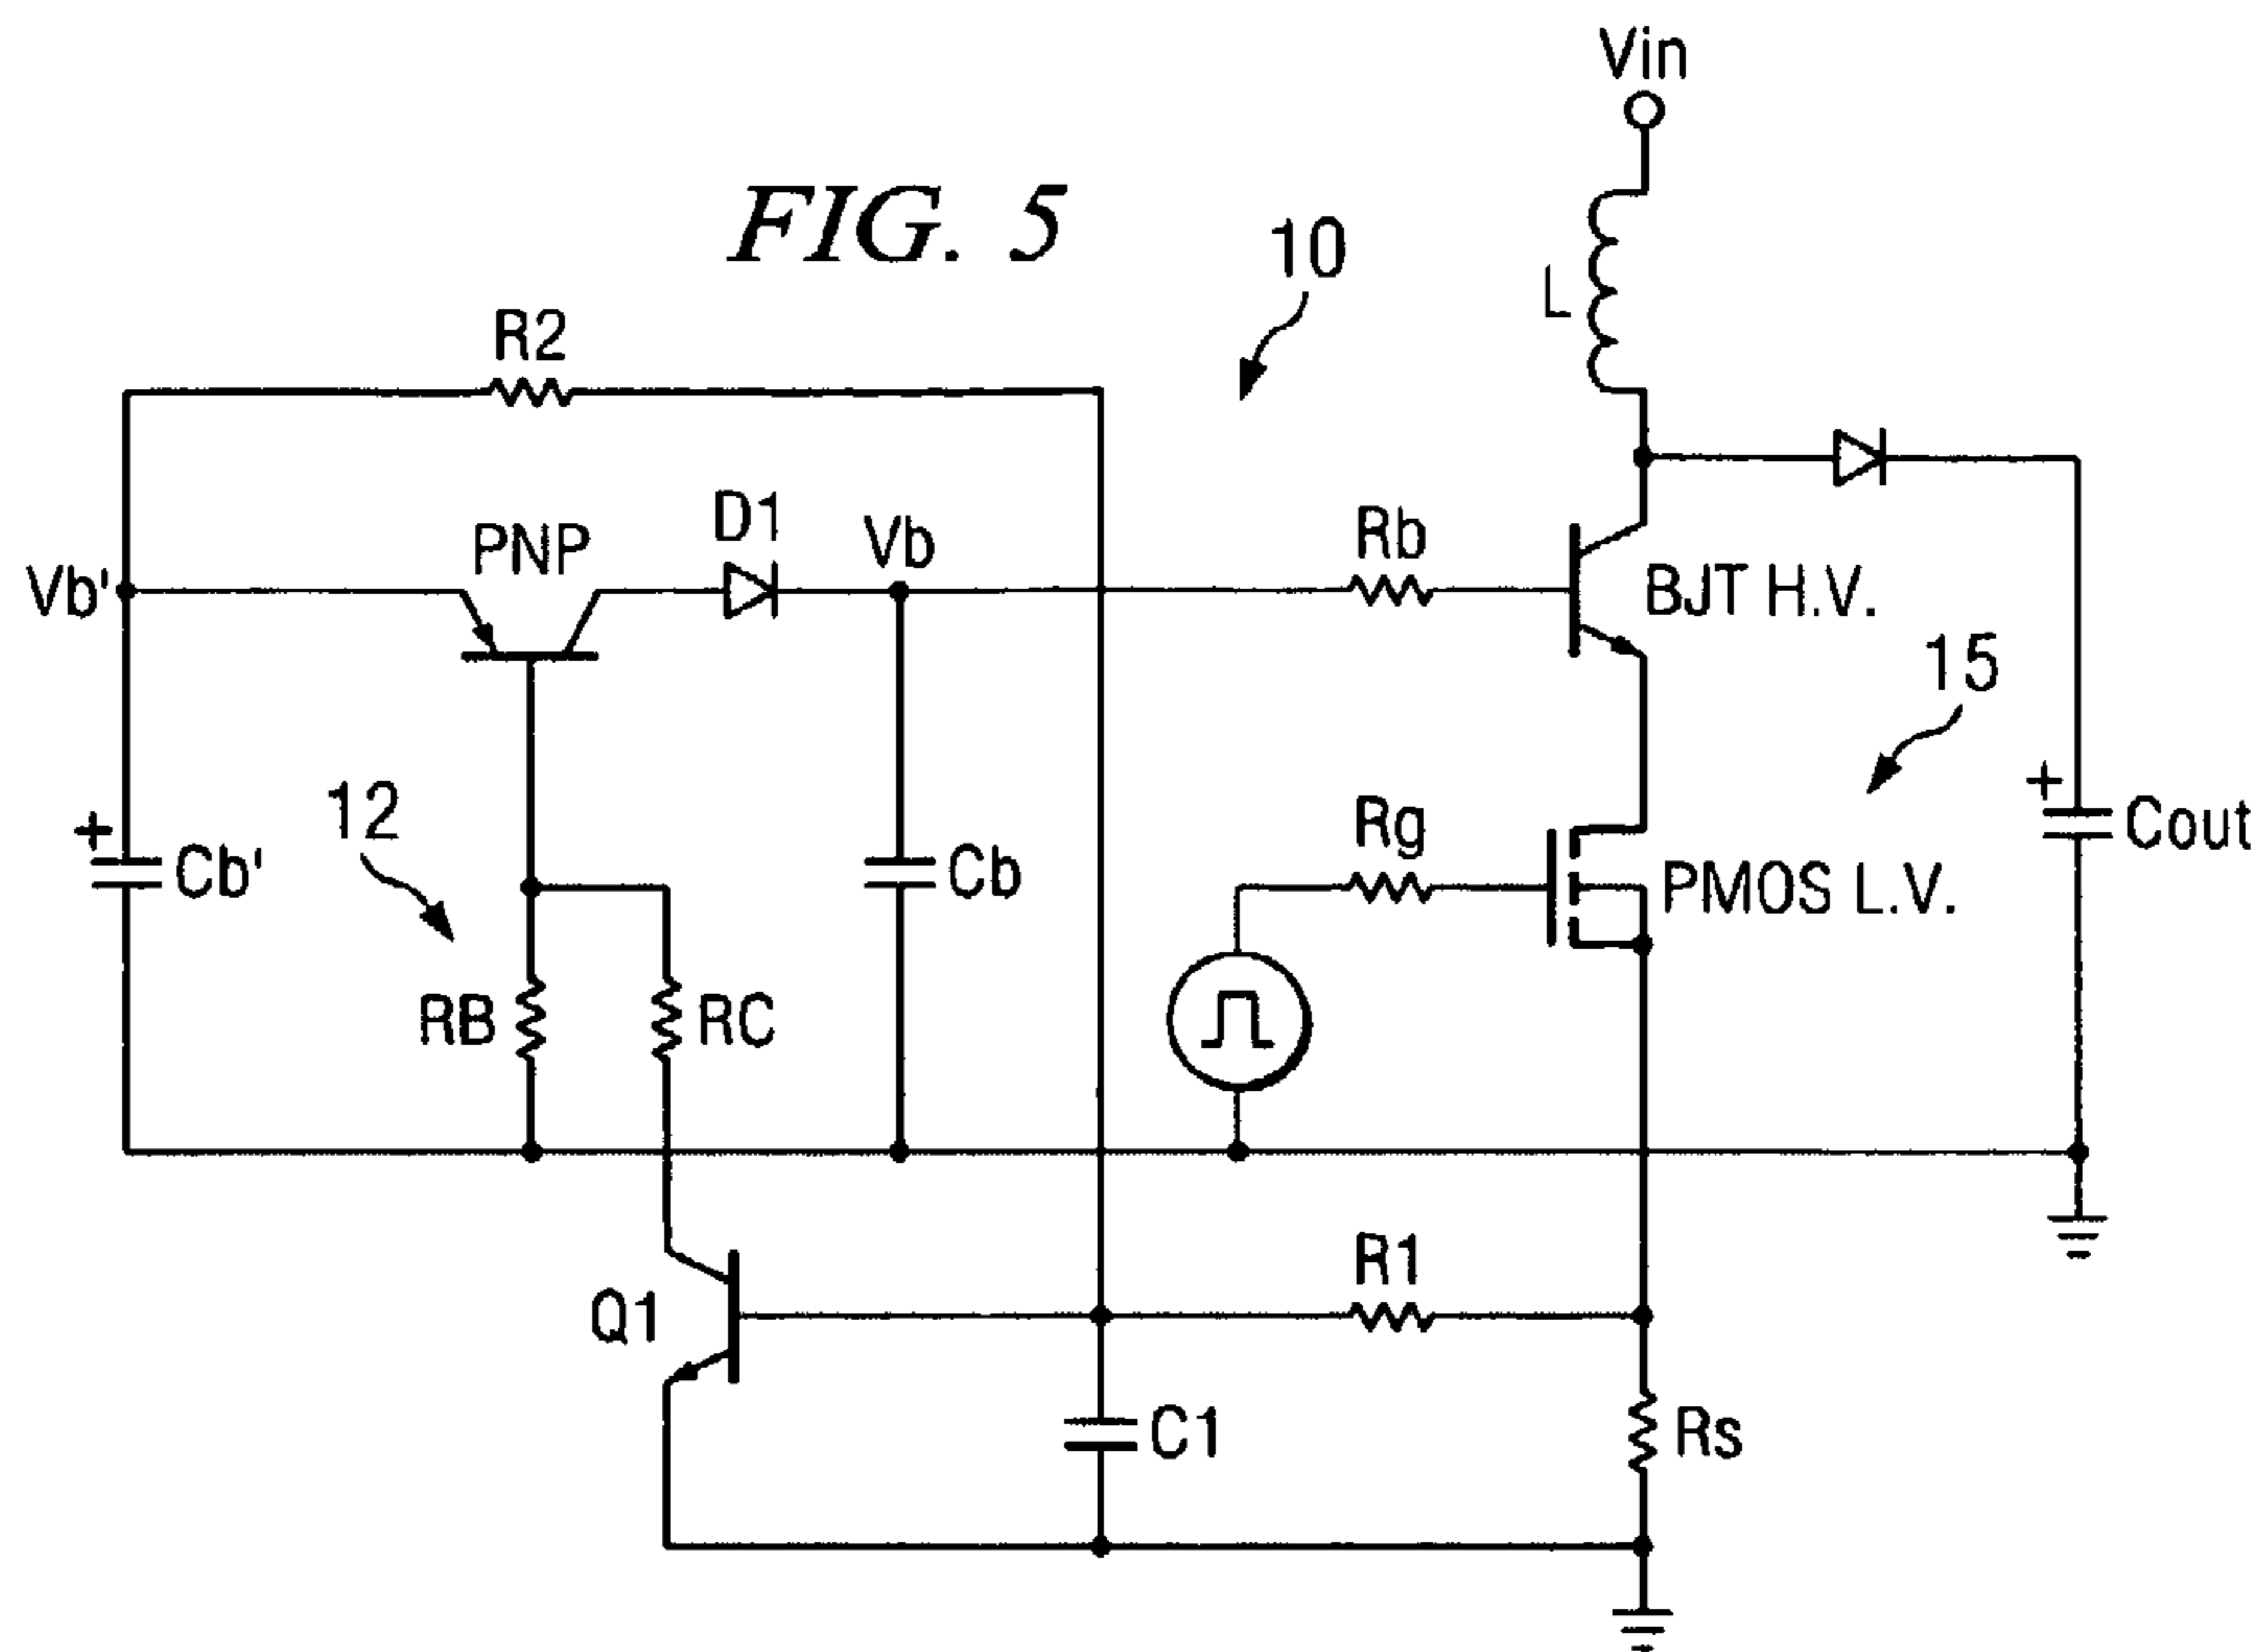 Vin
FIG. 5
10
L
R2
D1
PNP
Vb
Rb
Vb'
BJT H.V.
15
12
+
Rg
+
Cb'
Cb
Cout
PMOS L.V.
RB
RC
R1
Q1
C1
Rs